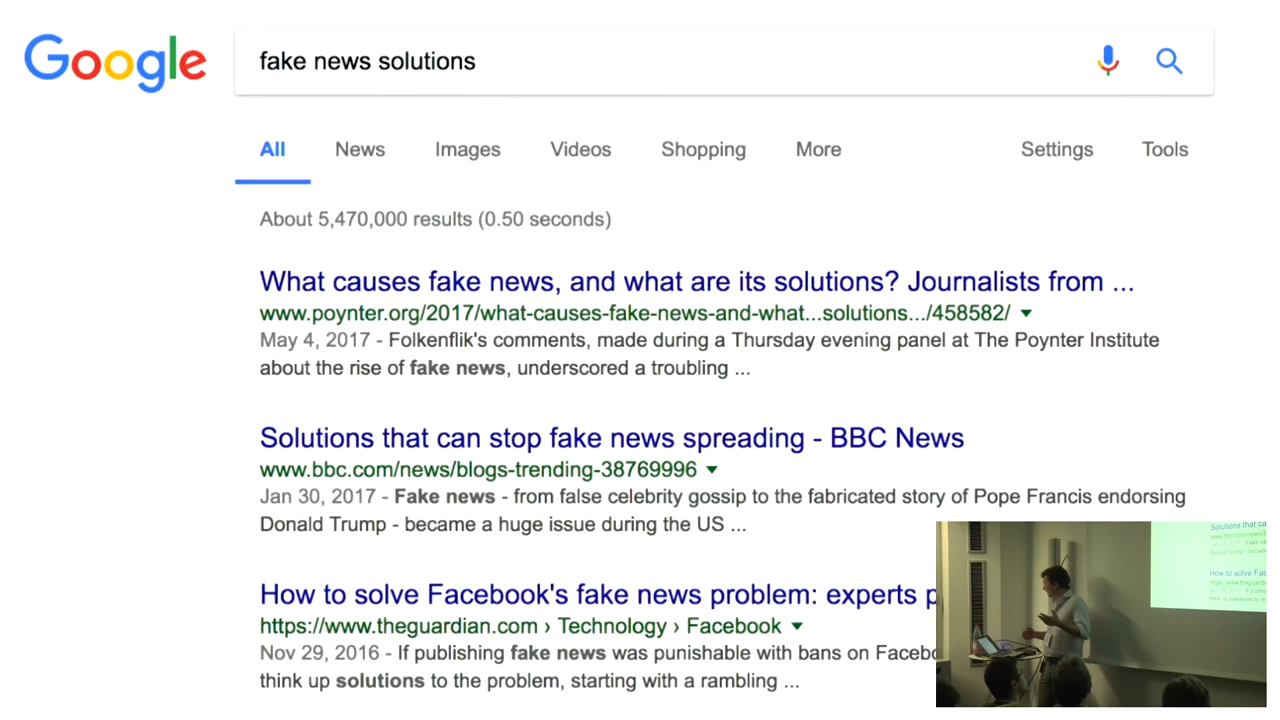 Google
fake news solutions
All News Images Videos Shopping More Settings Tools
About 5,470,000 results (0.50 seconds)
What causes fake news, and what are its solutions? Journalists from ...
www.poynter.org/2017/what-causes-fake-news-and-what...solutions.../458582/
May 4, 2017 - Folkenflik's comments, made during a Thursday evening panel at The Poynter Institute
about the rise of fake news, underscored a troubling ...
Solutions that can stop fake news spreading - BBC News
www.bbc.com/news/blogs-trending-38769996
Jan 30, 2017 - Fake news - from false celebrity gossip to the fabricated story of Pope Francis endorsing
Donald Trump - became a huge issue during the US ...
How to solve Facebook's fake news problem: experts p
https://www.theguardian.com › Technology › Facebook
Nov 29, 2016 - If publishing fake news was punishable with bans on Facebo
think up solutions to the problem, starting with a rambling ...
Solutions that ca
How to solve Fac